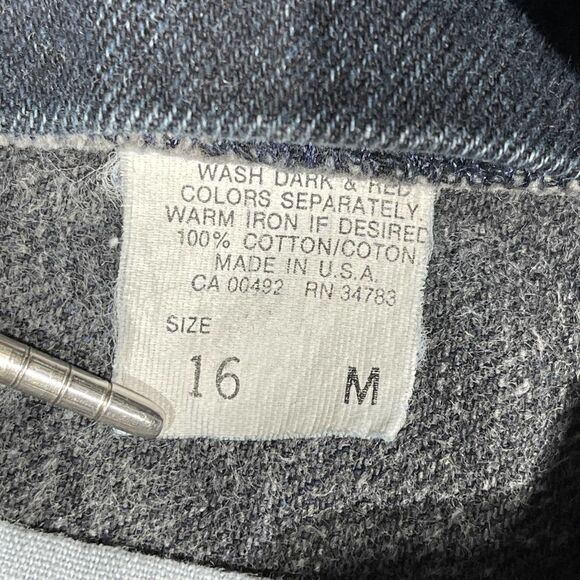 WASH DARK & RED
COLORS SEPARATELY.
WARM IRON IF DESIRED
100% COTTON/COTON
MADE IN U.S.A.
CA 00492 RN 34783
SIZE
16 M